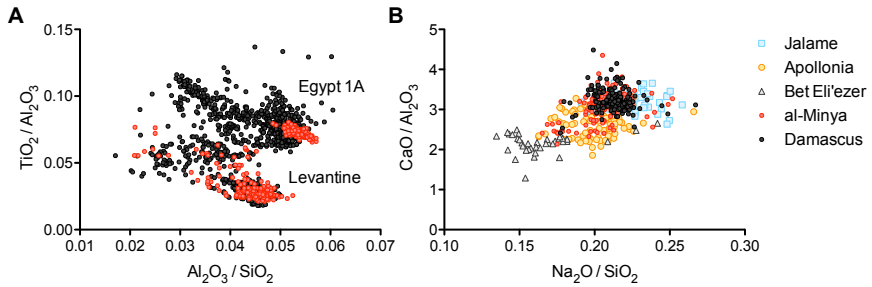 A
0.15
0.10
0.05
0.00
TiO₂ / Al₂O₃
Egypt 1A
Levantine
0.01 0.02 0.03 0.04 0.05 0.06 0.07
Al₂O₃ / SiO₂
B
5
4
3
2
1
0
CaO / Al₂O₃
0.10 0.15 0.20 0.25 0.30
Na₂O / SiO₂
Jalame
Apollonia
Bet Eli'ezer
al-Minya
Damascus